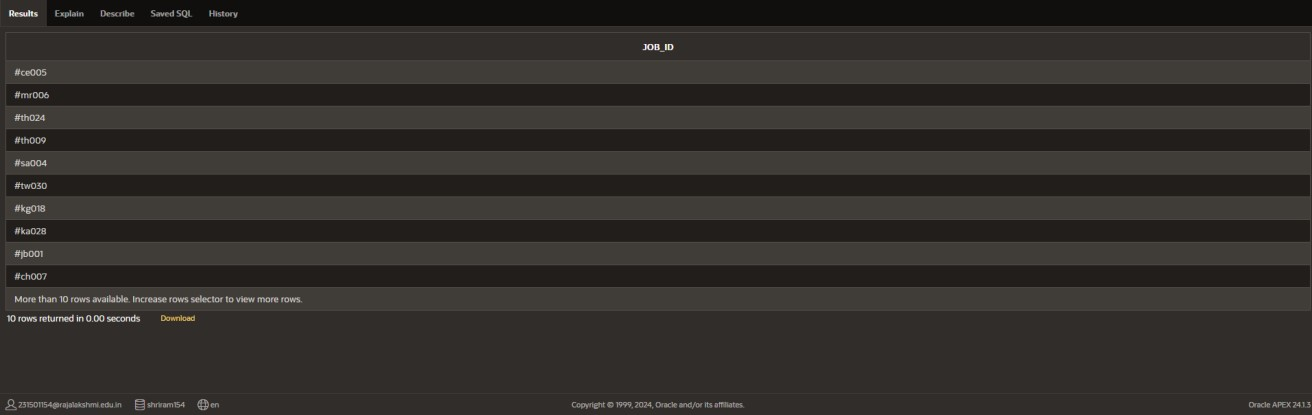 Results Explain Describe Saved SQL History
JOB_ID
#ce005
#mr006
#th024
#th009
#sa004
#tw030
#kg018
#ka028
#jb001
#ch007
More than 10 rows available. Increase rows selector to view more rows.
10 rows returned in 0.00 seconds Download
231501154@rajalakshmi.edu.in shriram154 en Copyright © 1999, 2024, Oracle and/or its affiliates. Oracle APEX 24.1.3